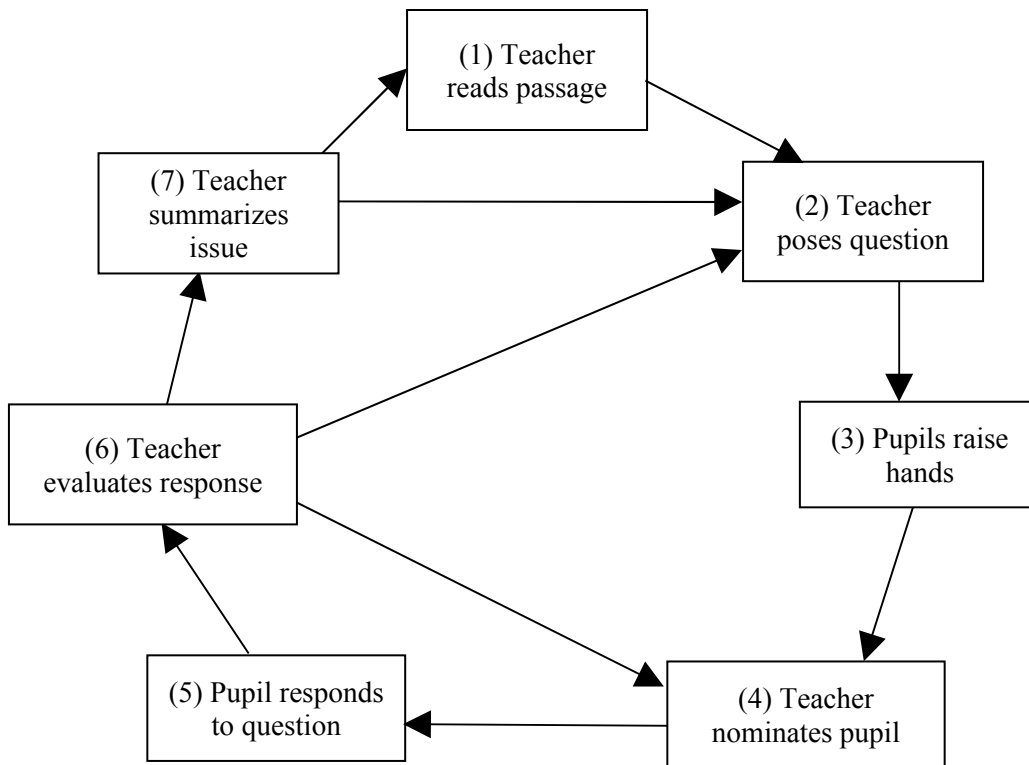 (1) Teacher
reads passage
(2) Teacher
poses question
(3) Pupils raise
hands
(4) Teacher
nominates pupil
(5) Pupil responds
to question
(6) Teacher
evaluates response
(7) Teacher
summarizes
issue